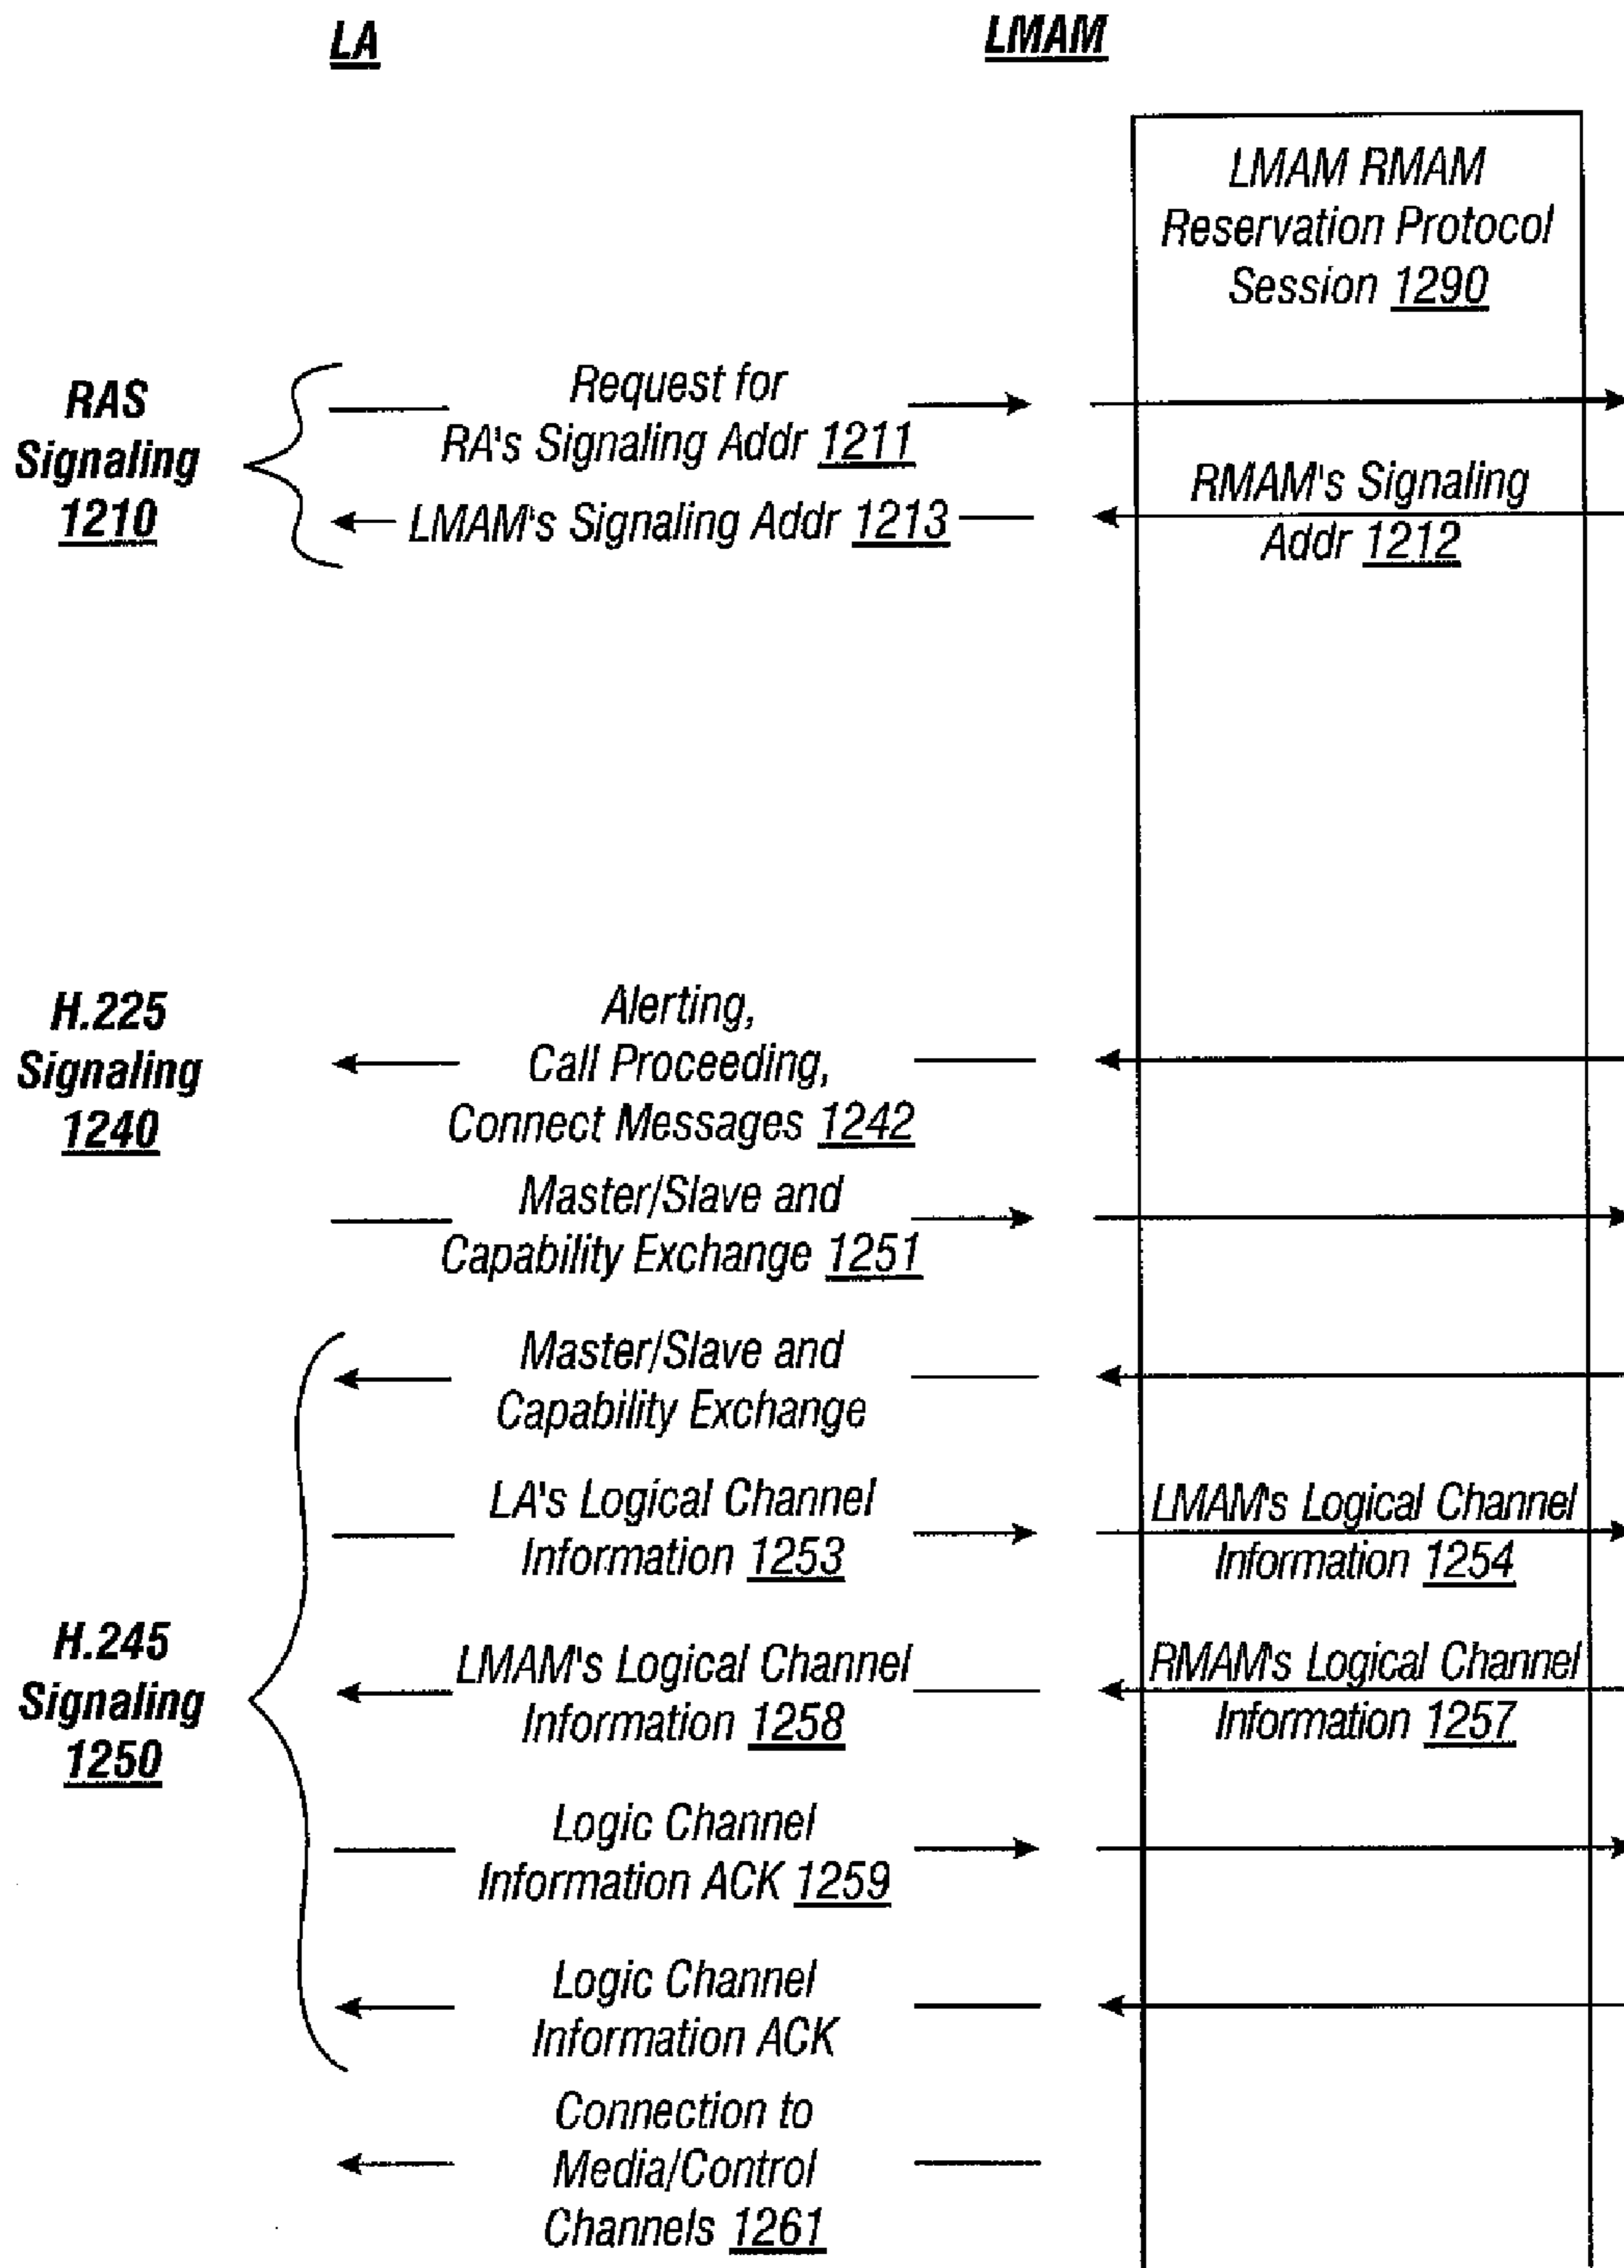 LA
LMAM
LMAM RMAM
Reservation Protocol
Session 1290
RAS
Signaling
1210
Request for
RA's Signaling Addr 1211
LMAM's Signaling Addr 1213
RMAM's Signaling
Addr 1212
H.225
Signaling
1240
Alerting,
Call Proceeding,
Connect Messages 1242
Master/Slave and
Capability Exchange 1251
Master/Slave and
Capability Exchange
LA's Logical Channel
Information 1253
LMAM's Logical Channel
Information 1254
H.245
Signaling
1250
LMAM's Logical Channel
Information 1258
RMAM's Logical Channel
Information 1257
Logic Channel
Information ACK 1259
Logic Channel
Information ACK
Connection to
Media/Control
Channels 1261